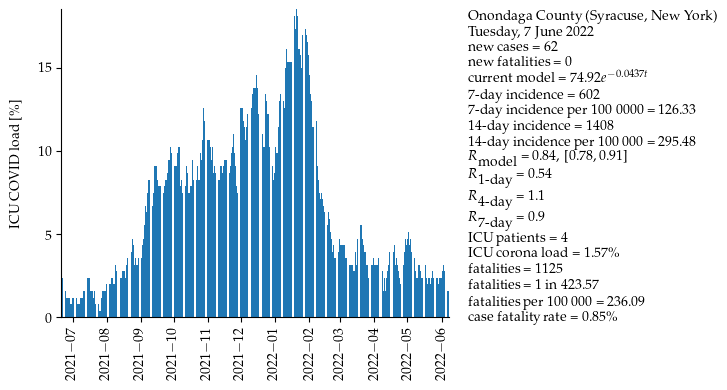 Onondaga County (Syracuse, New York)
Tuesday, 7 June 2022
new cases = 62
new fatalities = 0
current model = 74.92e^−0.0437t
7-day incidence = 602
7-day incidence per 100 0000 = 126.33
14-day incidence = 1408
14-day incidence per 100 000 = 295.48
R_model = 0.84, [0.78, 0.91]
R_1-day = 0.54
R_4-day = 1.1
R_7-day = 0.9
ICU patients = 4
ICU corona load = 1.57%
fatalities = 1125
fatalities = 1 in 423.57
fatalities per 100 000 = 236.09
case fatality rate = 0.85%
ICU COVID load [%]
15
10
5
0
2021−07
2021−08
2021−09
2021−10
2021−11
2021−12
2022−01
2022−02
2022−03
2022−04
2022−05
2022−06